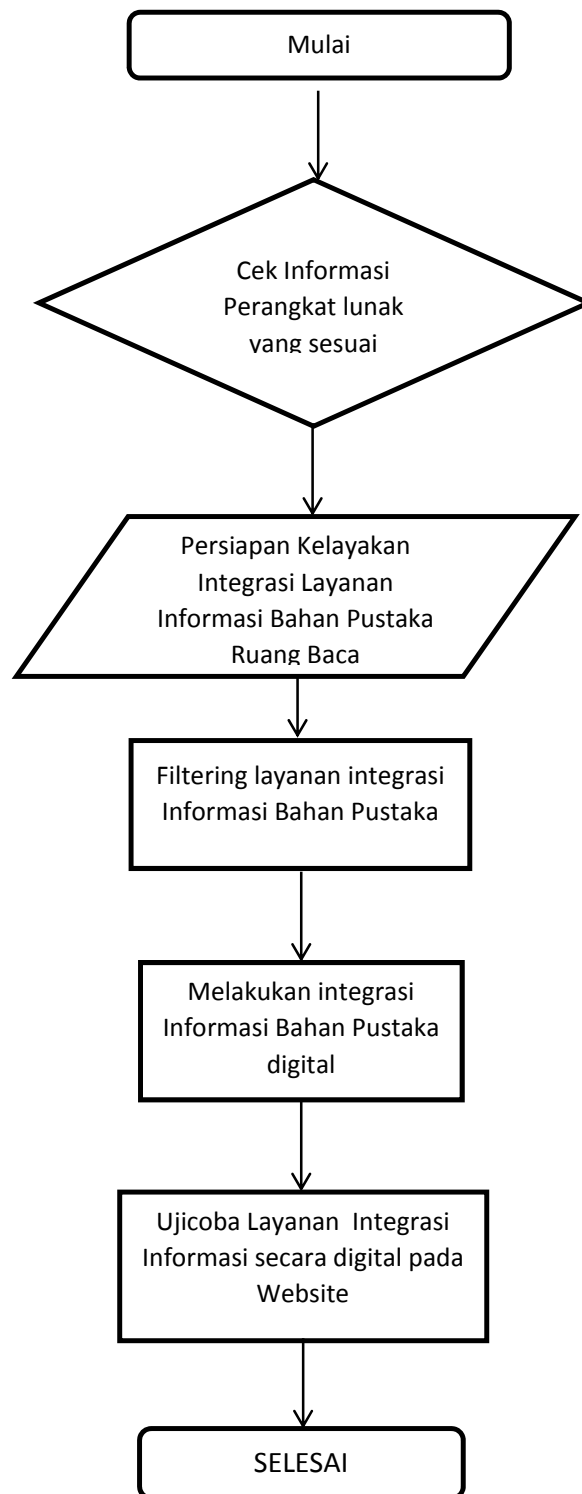 Mulai
Cek Informasi
Perangkat lunak
yang sesuai
Persiapan Kelayakan
Integrasi Layanan
Informasi Bahan Pustaka
Ruang Baca
Filtering layanan integrasi
Informasi Bahan Pustaka
Melakukan integrasi
Informasi Bahan Pustaka
digital
Ujicoba Layanan  Integrasi
Informasi secara digital pada
Website
SELESAI